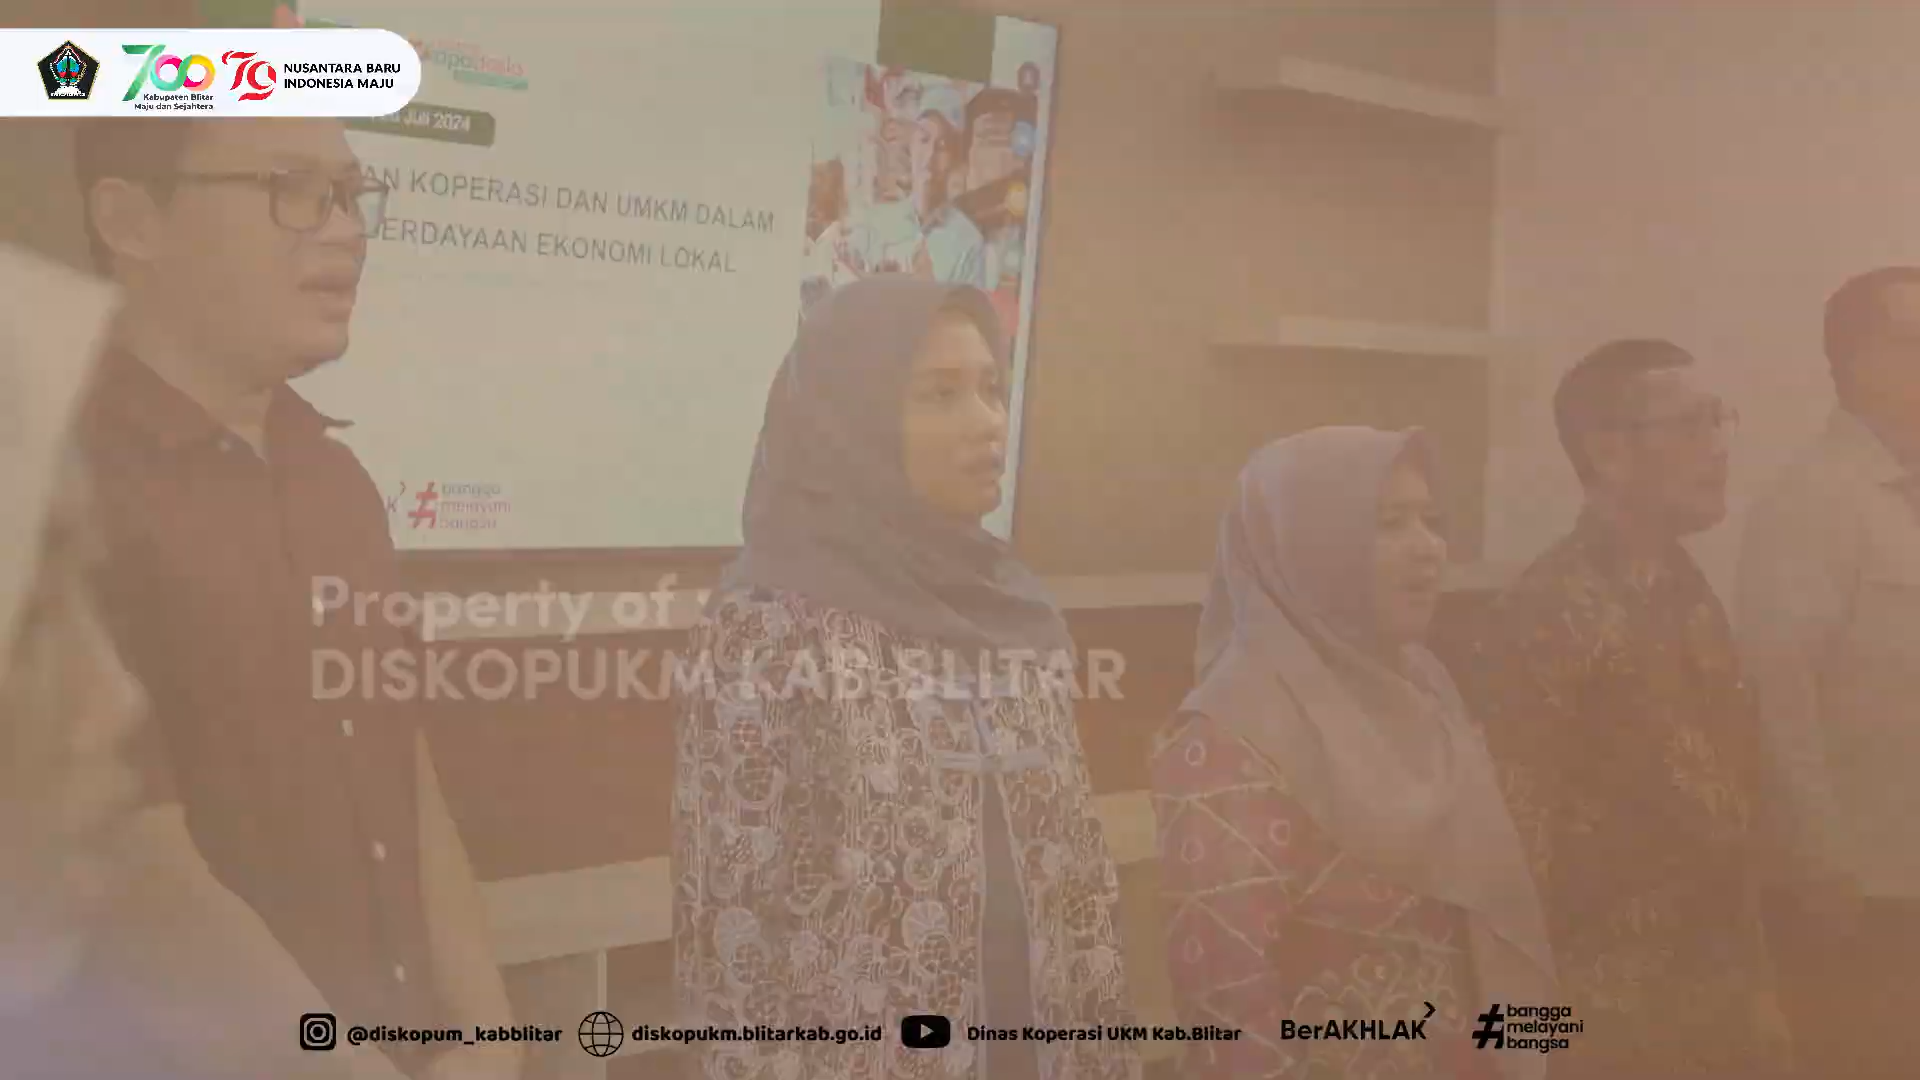 700
Kabupaten Blitar
Maju dan Sejahtera
79
NUSANTARA BARU
INDONESIA MAJU
Juli 2024
AN KOPERASI DAN UMKM DALAM
BERDAYAAN EKONOMI LOKAL
K
#bangga
melayani
bangsa
Property of :
DISKOPUKM KAB.BLITAR
@diskopum_kabblitar
diskopukm.blitarkab.go.id
Dinas Koperasi UKM Kab.Blitar
BerAKHLAK
#bangga
melayani
bangsa